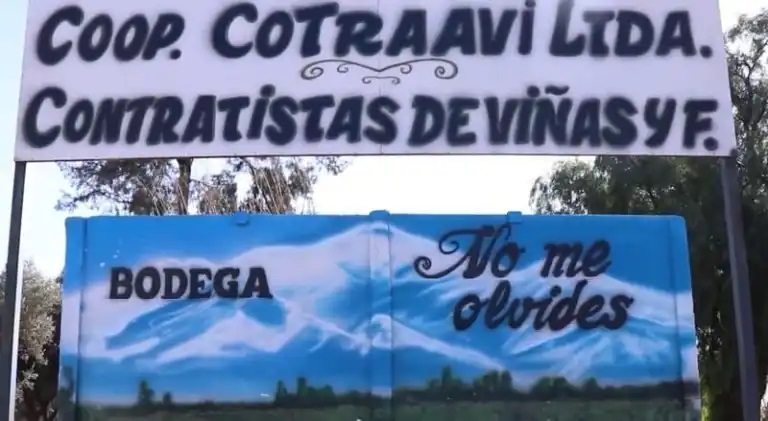 COOP. COTRAAVI LTDA.
CONTRATISTAS DE VIÑAS Y F.
BODEGA
No me
olvides